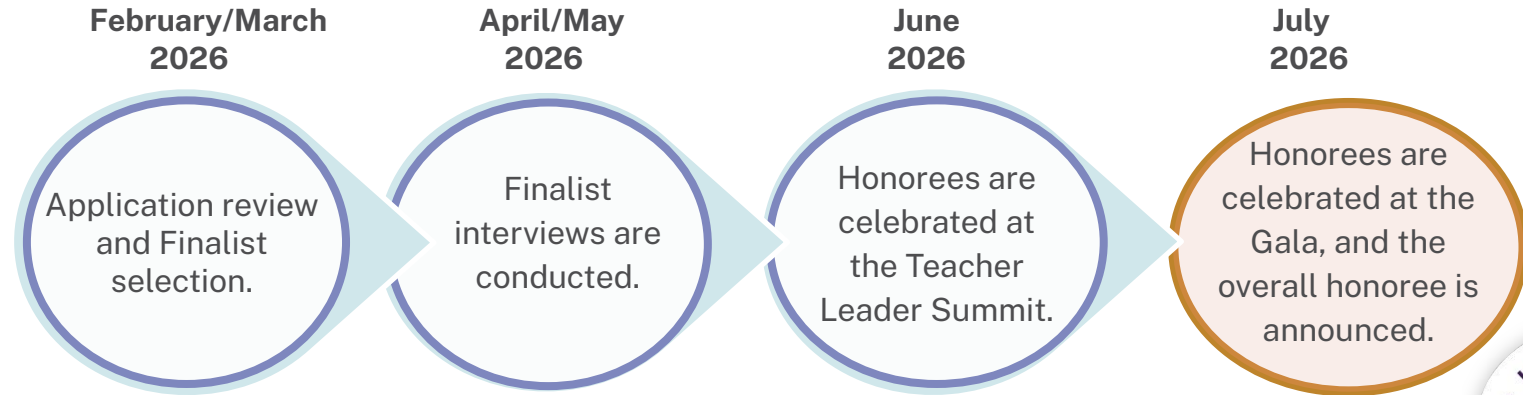 February/March
2026
Application review
and Finalist
selection.
April/May
2026
Finalist
interviews are
conducted.
June
2026
Honorees are
celebrated at
the Teacher
Leader Summit.
July
2026
Honorees are
celebrated at the
Gala, and the
overall honoree is
announced.